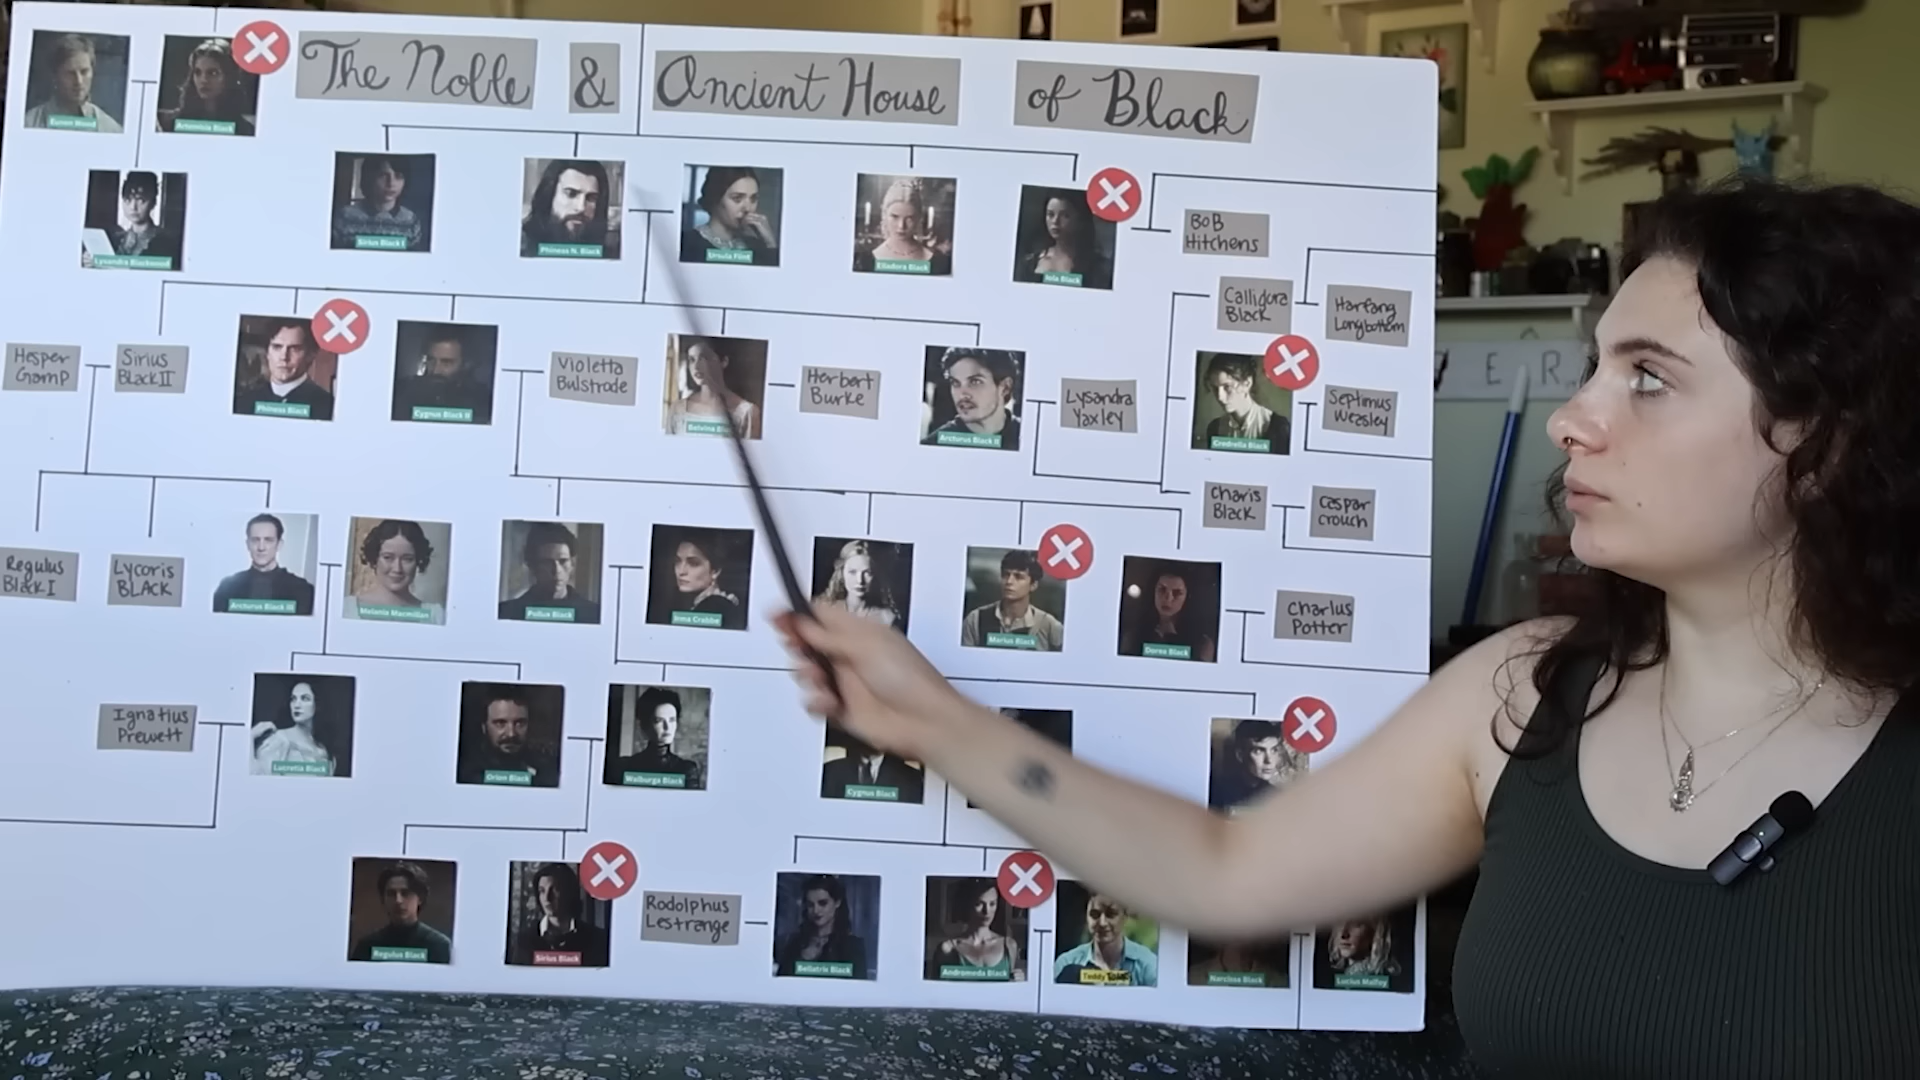 The Noble & Ancient House of Black
Artemisia Black
Lysandra Blackwood
Sirius Black I
Phineas N. Black
Ursula Flint
Elladora Black
Isla Black
Bob
Hitchens
Callidora
Black
Harfang
Longbottom
Hesper
Gamp
Sirius
Black II
Phineas Black
Cygnus Black II
Violetta
Bulstrode
Herbert
Burke
Arcturus Black II
Lysandra
Yaxley
Cedrella Black
Septimus
Weasley
Charis
Black
Caspar
Crouch
Regulus
Black I
Lycoris
BLACK
Arcturus Black III
Melania Macmillan
Pollux Black
Irma Crabbe
Marius Black
Dorea Black
Charlus
Potter
Ignatius
Prewett
Lucretia Black
Orion Black
Walburga Black
Cygnus Black
Regulus Black
Sirius Black
Rodolphus
Lestrange
Bellatrix Black
Andromeda Black
Teddy
Narcissa Black
Lucius Malfoy
E R